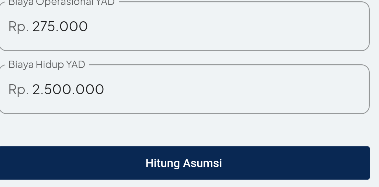 Biaya Operasional YAD
Rp. 275.000
Biaya Hidup YAD
Rp. 2.500.000
Hitung Asumsi